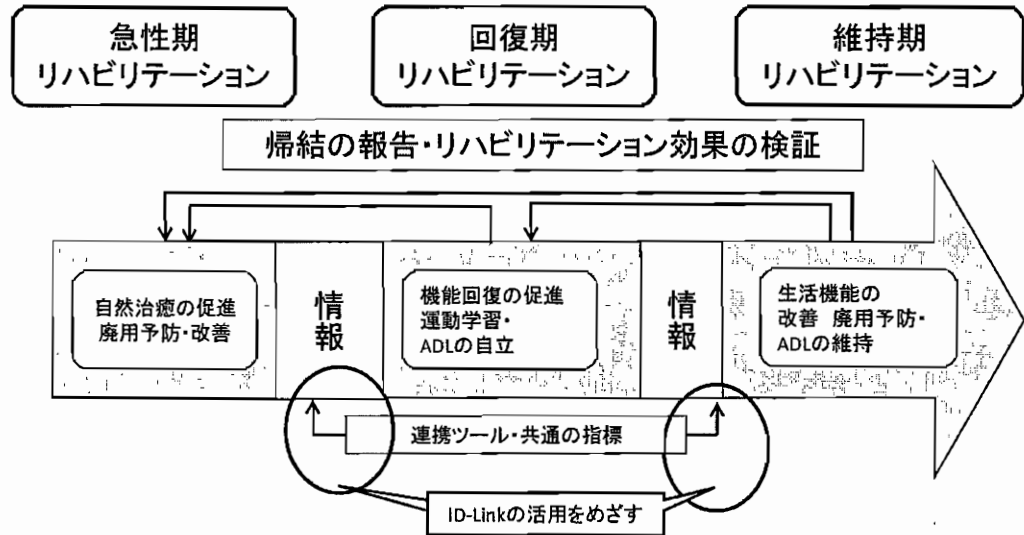 急性期
リハビリテーション
回復期
リハビリテーション
維持期
リハビリテーション
帰結の報告・リハビリテーション効果の検証
自然治癒の促進
廃用予防・改善
情報
機能回復の促進
運動学習・
ADLの自立
情報
生活機能の
改善 廃用予防・
ADLの維持
連携ツール・共通の指標
ID-Linkの活用をめざす